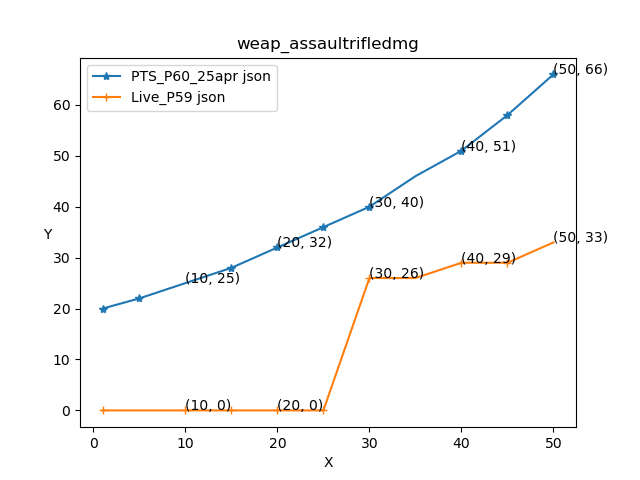 weap_assaultrifledmg
PTS_P60_25apr json
Live_P59 json
(50, 66)
(40, 51)
(30, 40)
(20, 32)
(10, 25)
(50, 33)
(40, 29)
(30, 26)
(10, 0)
(20, 0)
Y
60
50
40
30
20
10
0
0 10 20 30 40 50
X